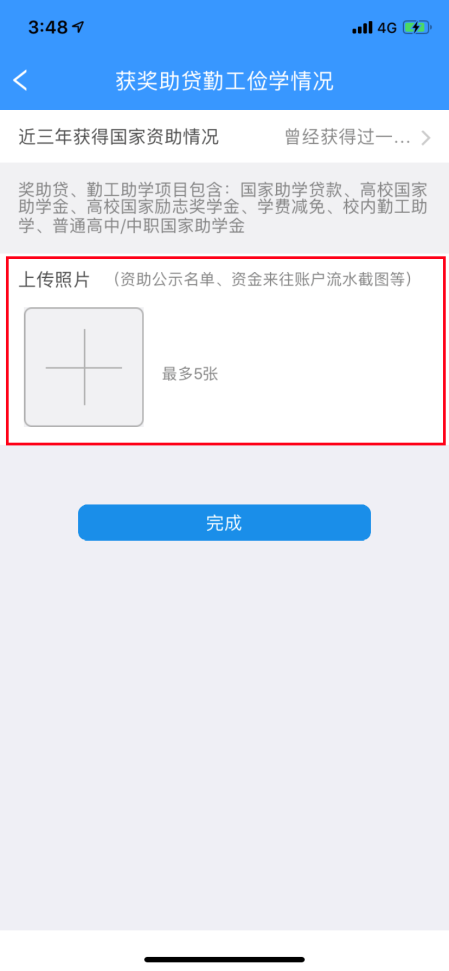 3:48
4G
获奖助贷勤工俭学情况
近三年获得国家资助情况 曾经获得过一...
奖助贷、勤工助学项目包含：国家助学贷款、高校国家
助学金、高校国家励志奖学金、学费减免、校内勤工助
学、普通高中/中职国家助学金
上传照片 （资助公示名单、资金来往账户流水截图等）
最多5张
完成